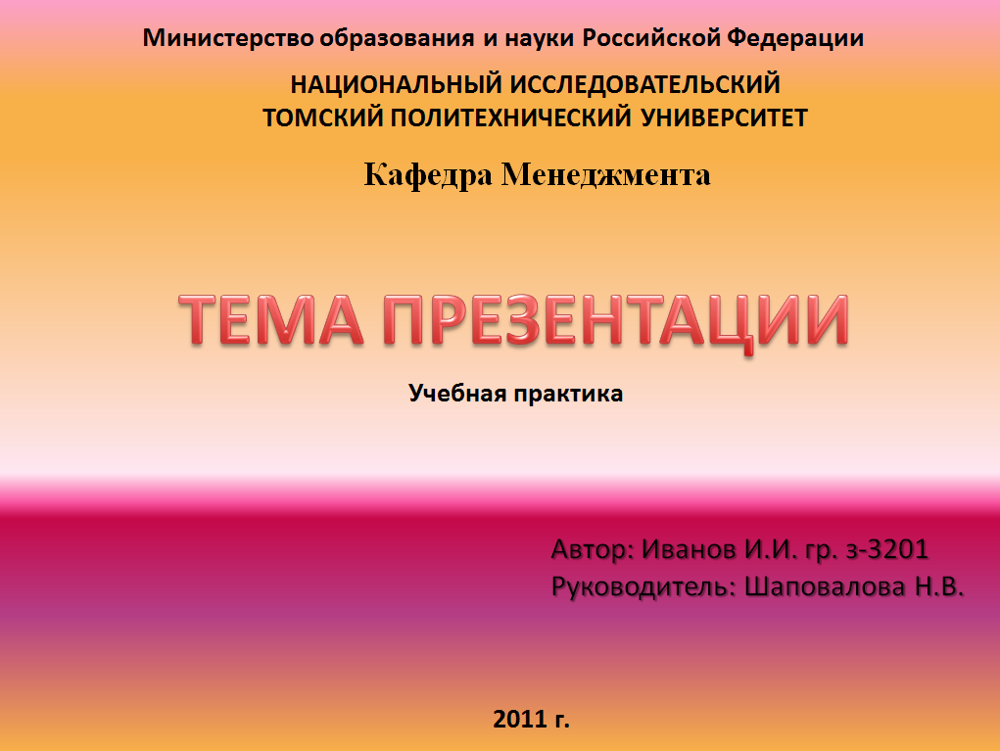 Министерство образования и науки Российской Федерации
НАЦИОНАЛЬНЫЙ ИССЛЕДОВАТЕЛЬСКИЙ
ТОМСКИЙ ПОЛИТЕХНИЧЕСКИЙ УНИВЕРСИТЕТ
Кафедра Менеджмента
ТЕМА ПРЕЗЕНТАЦИИ
Учебная практика
Автор: Иванов И.И. гр. з-3201
Руководитель: Шаповалова Н.В.
2011 г.